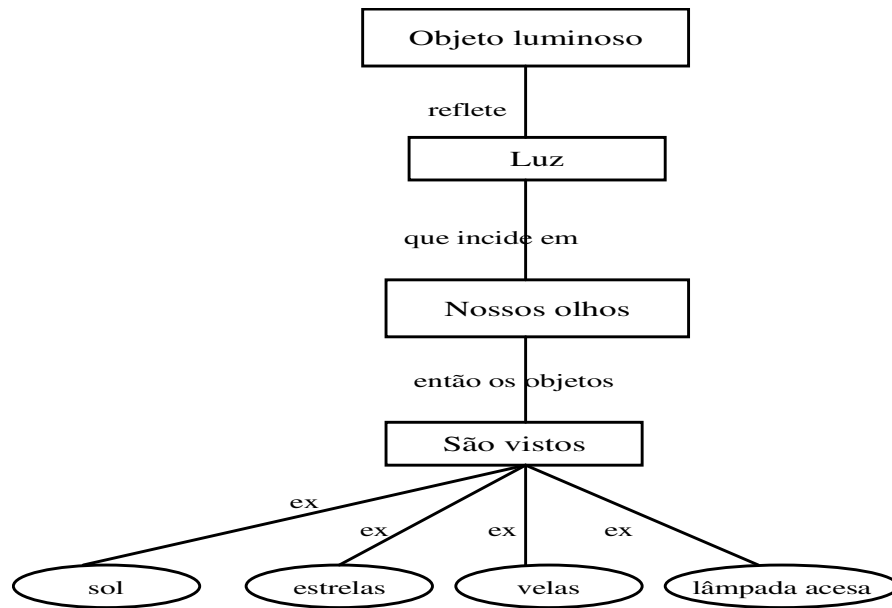 Objeto luminoso
reflete
Luz
que incide em
Nossos olhos
então os objetos
São vistos
ex
ex
ex
ex
sol
estrelas
velas
lâmpada acesa